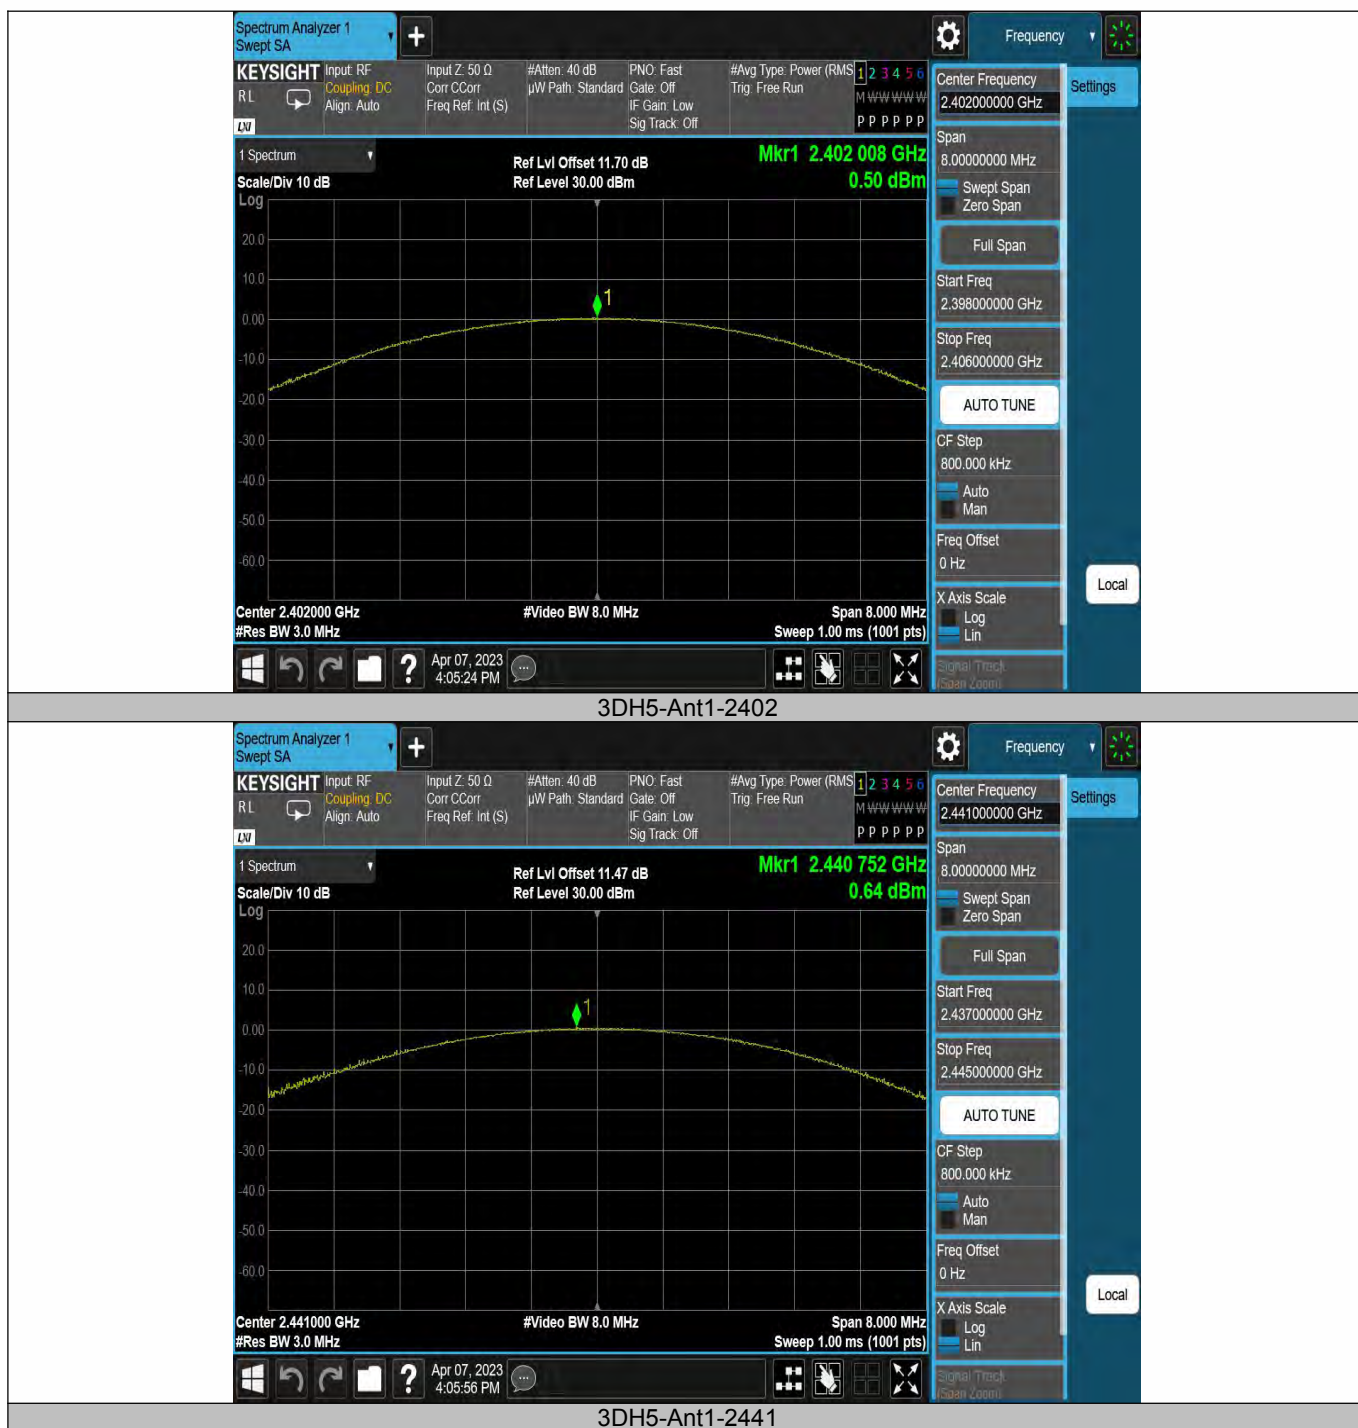 Spectrum Analyzer 1
Swept SA
Frequency
KEYSIGHT
RL
LXI
Input: RF
Coupling: DC
Align: Auto
Input Z: 50 Ω
Corr CCorr
Freq Ref: Int (S)
#Atten: 40 dB
µW Path: Standard
PNO: Fast
Gate: Off
IF Gain: Low
Sig Track: Off
#Avg Type: Power (RMS
Trig: Free Run
1 2 3 4 5 6
M W W W W W
P P P P P P
Center Frequency
2.402000000 GHz
Settings
Span
8.00000000 MHz
Swept Span
Zero Span
Full Span
Start Freq
2.398000000 GHz
Stop Freq
2.406000000 GHz
AUTO TUNE
CF Step
800.000 kHz
Auto
Man
Freq Offset
0 Hz
X Axis Scale
Log
Lin
Signal Track
(Span Zoom)
Local
1 Spectrum
Scale/Div 10 dB
Ref Lvl Offset 11.70 dB
Ref Level 30.00 dBm
Mkr1 2.402 008 GHz
0.50 dBm
Log
20.0
10.0
0.00
-10.0
-20.0
-30.0
-40.0
-50.0
-60.0
1
Center 2.402000 GHz
#Res BW 3.0 MHz
#Video BW 8.0 MHz
Span 8.000 MHz
Sweep 1.00 ms (1001 pts)
?
Apr 07, 2023
4:05:24 PM
3DH5-Ant1-2402
Spectrum Analyzer 1
Swept SA
Frequency
KEYSIGHT
RL
LXI
Input: RF
Coupling: DC
Align: Auto
Input Z: 50 Ω
Corr CCorr
Freq Ref: Int (S)
#Atten: 40 dB
µW Path: Standard
PNO: Fast
Gate: Off
IF Gain: Low
Sig Track: Off
#Avg Type: Power (RMS
Trig: Free Run
1 2 3 4 5 6
M W W W W W
P P P P P P
Center Frequency
2.441000000 GHz
Settings
Span
8.00000000 MHz
Swept Span
Zero Span
Full Span
Start Freq
2.437000000 GHz
Stop Freq
2.445000000 GHz
AUTO TUNE
CF Step
800.000 kHz
Auto
Man
Freq Offset
0 Hz
X Axis Scale
Log
Lin
Signal Track
(Span Zoom)
Local
1 Spectrum
Scale/Div 10 dB
Ref Lvl Offset 11.47 dB
Ref Level 30.00 dBm
Mkr1 2.440 752 GHz
0.64 dBm
Log
20.0
10.0
0.00
-10.0
-20.0
-30.0
-40.0
-50.0
-60.0
1
Center 2.441000 GHz
#Res BW 3.0 MHz
#Video BW 8.0 MHz
Span 8.000 MHz
Sweep 1.00 ms (1001 pts)
?
Apr 07, 2023
4:05:56 PM
3DH5-Ant1-2441